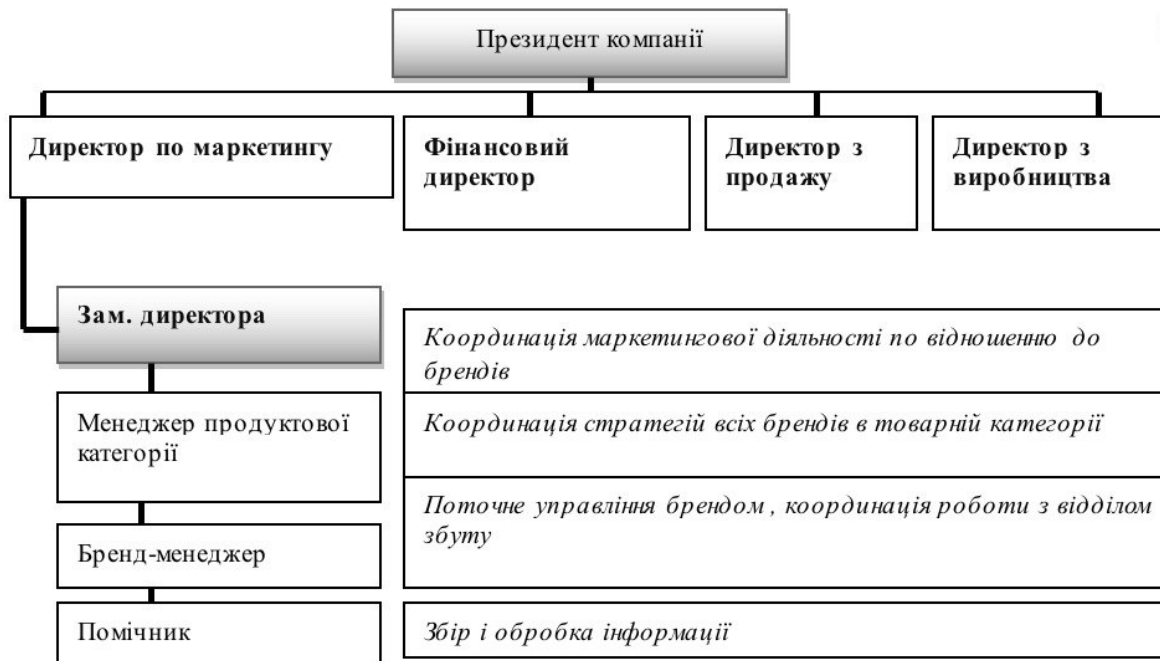 Президент компанії
Директор по маркетингу
Фінансовий
директор
Директор з
продажу
Директор з
виробництва
Зам. директора
Координація маркетингової діяльності по відношенню до
брендів
Менеджер продуктової
категорії
Координація стратегій всіх брендів в товарній категорії
Бренд-менеджер
Поточне управління брендом , координація роботи з відділом
збуту
Помічник
Збір і обробка інформації